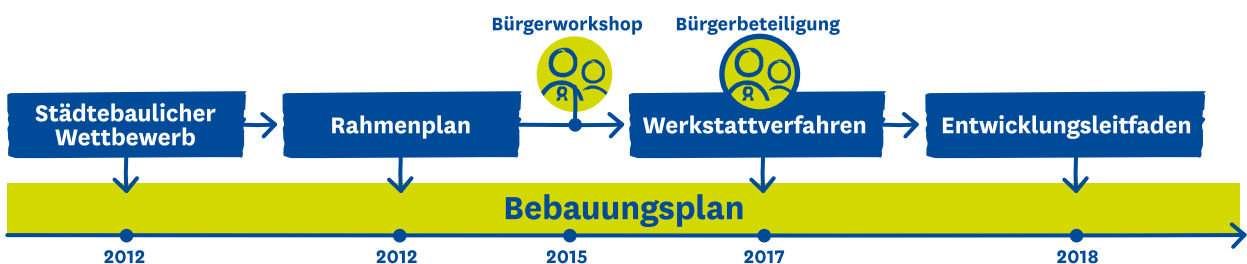 Bürgerworkshop
Bürgerbeteiligung
Städtebaulicher
Wettbewerb
Rahmenplan
Werkstattverfahren
Entwicklungsleitfaden
Bebauungsplan
2012
2012
2015
2017
2018